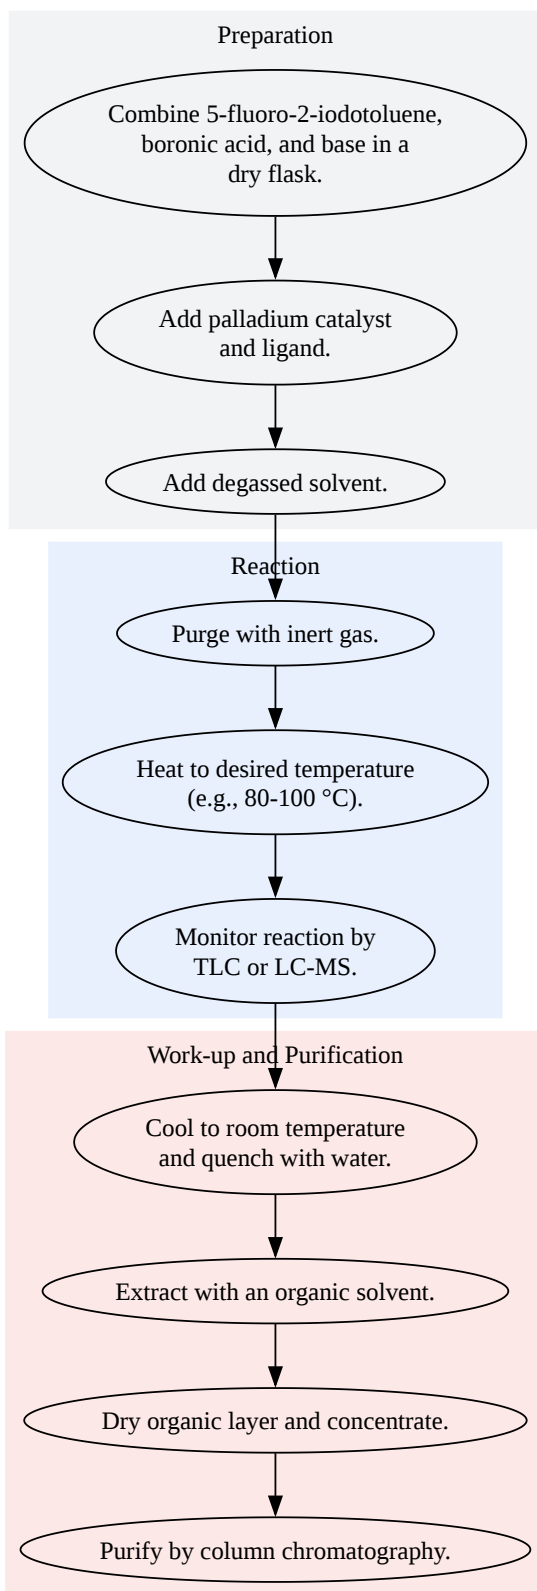 Preparation
Combine 5-fluoro-2-iodotoluene,
boronic acid, and base in a
dry flask.
Add palladium catalyst
and ligand.
Add degassed solvent.
Reaction
Purge with inert gas.
Heat to desired temperature
(e.g., 80-100 °C).
Monitor reaction by
TLC or LC-MS.
Work-up and Purification
Cool to room temperature
and quench with water.
Extract with an organic solvent.
Dry organic layer and concentrate.
Purify by column chromatography.